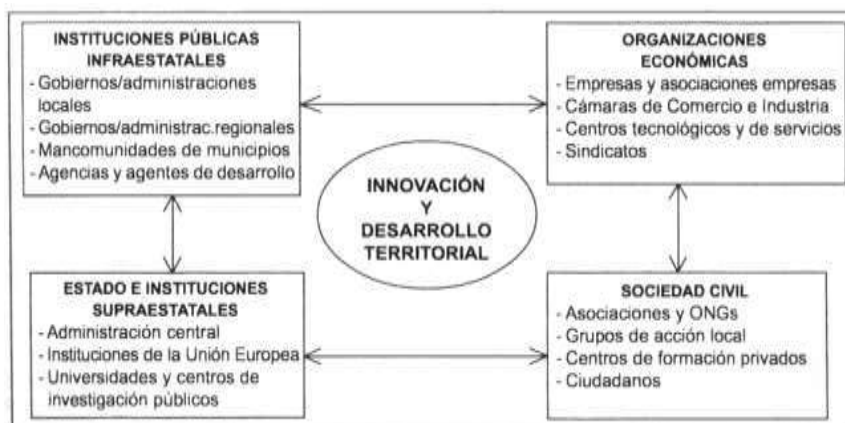 INSTITUCIONES PÚBLICAS
INFRAESTATALES
- Gobiernos/administraciones
locales
- Gobiernos/administrac.regionales
- Mancomunidades de municipios
- Agencias y agentes de desarrollo
ORGANIZACIONES
ECONÓMICAS
- Empresas y asociaciones empresas
- Cámaras de Comercio e Industria
- Centros tecnológicos y de servicios
- Sindicatos
INNOVACIÓN
Y
DESARROLLO
TERRITORIAL
ESTADO E INSTITUCIONES
SUPRAESTATALES
- Administración central
- Instituciones de la Unión Europea
- Universidades y centros de
investigación públicos
SOCIEDAD CIVIL
- Asociaciones y ONGs
- Grupos de acción local
- Centros de formación privados
- Ciudadanos